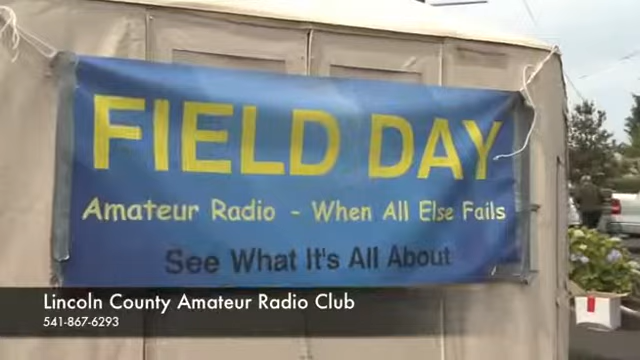 FIELD DAY
Amateur Radio - When All Else Fails
See What It's All About
Lincoln County Amateur Radio Club
541-867-6293